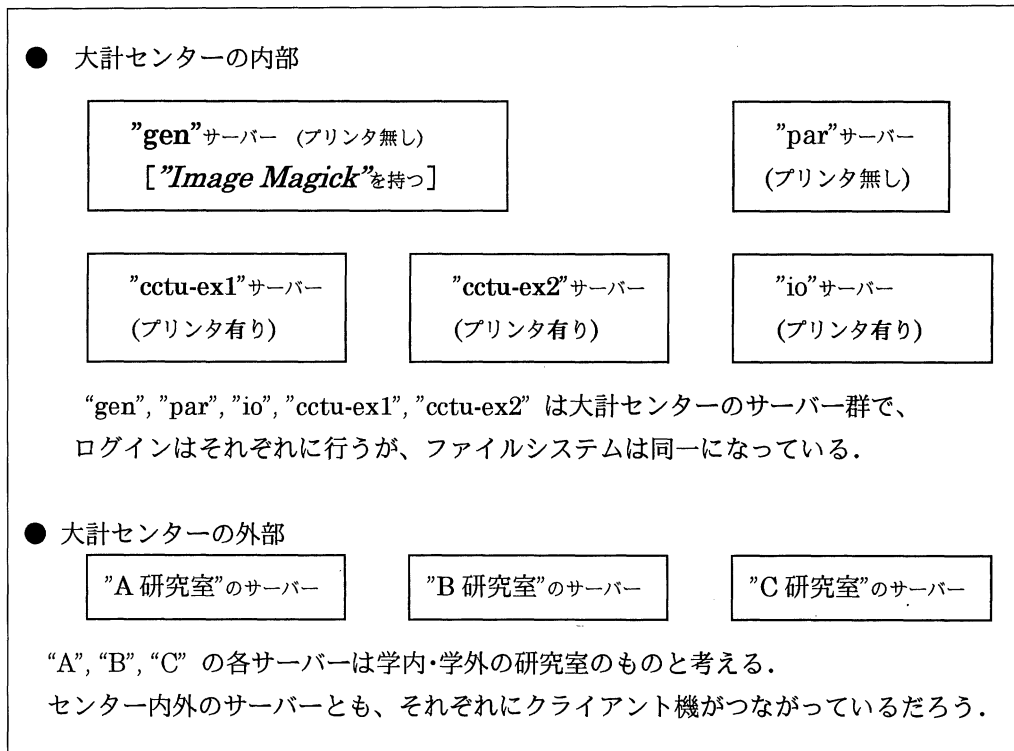 ● 大計センターの内部
”gen”サーバー (プリンタ無し)
[”Image Magick”を持つ]
”par”サーバー
(プリンタ無し)
”cctu-ex1”サーバー
(プリンタ有り)
”cctu-ex2”サーバー
(プリンタ有り)
”io”サーバー
(プリンタ有り)
“gen”, ”par”, ”io”, ”cctu-ex1”, ”cctu-ex2” は大計センターのサーバー群で、
ログインはそれぞれに行うが、ファイルシステムは同一になっている．
● 大計センターの外部
”A 研究室”のサーバー
”B 研究室”のサーバー
”C 研究室”のサーバー
“A”, “B”, “C” の各サーバーは学内・学外の研究室のものと考える．
センター内外のサーバーとも、それぞれにクライアント機がつながっているだろう．